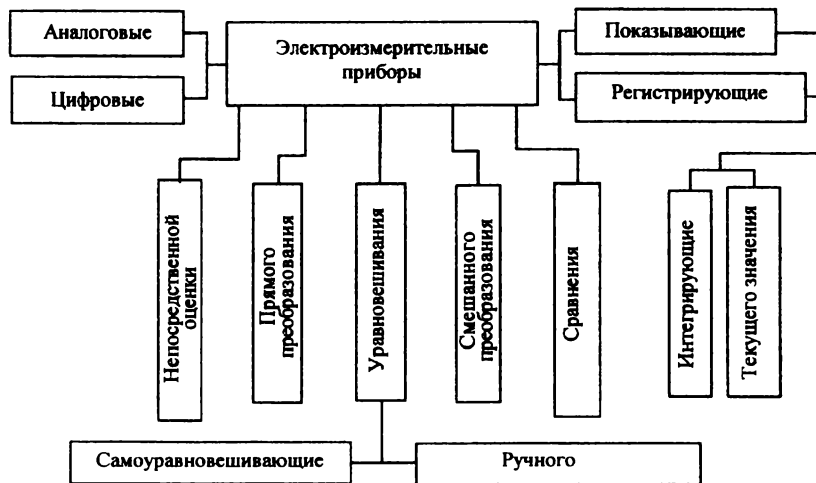 Аналоговые
Цифровые
Электроизмерительные
приборы
Показывающие
Регистрирующие
Непосредственной
оценки
Прямого
преобразования
Уравновешивания
Смешанного
преобразования
Сравнения
Интегрирующие
Текущего значения
Самоуравновешивающие
Ручного